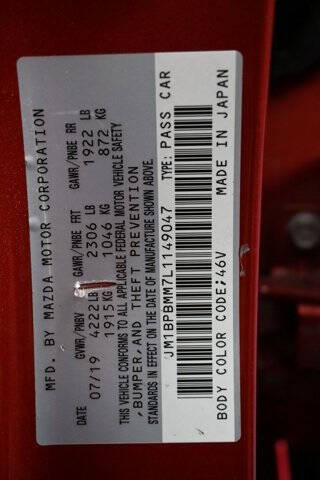 MFD. BY MAZDA MOTOR CORPORATION
DATE GVWR/PNBV GAWR/PNBE FRT GAWR/PNBE RR
07/19 4222LB 2306 LB 1922 LB
1915KG 1046 KG 872 KG
THIS VEHICLE CONFORMS TO ALL APPLICABLE FEDERAL MOTOR VEHICLE SAFETY
,BUMPER,AND THEFT PREVENTION
STANDARDS IN EFFECT ON THE DATE OF MANUFACTURE SHOWN ABOVE.
JM1BPBMM7L1149047 TYPE: PASS CAR
BODY COLOR CODE;46V MADE IN JAPAN